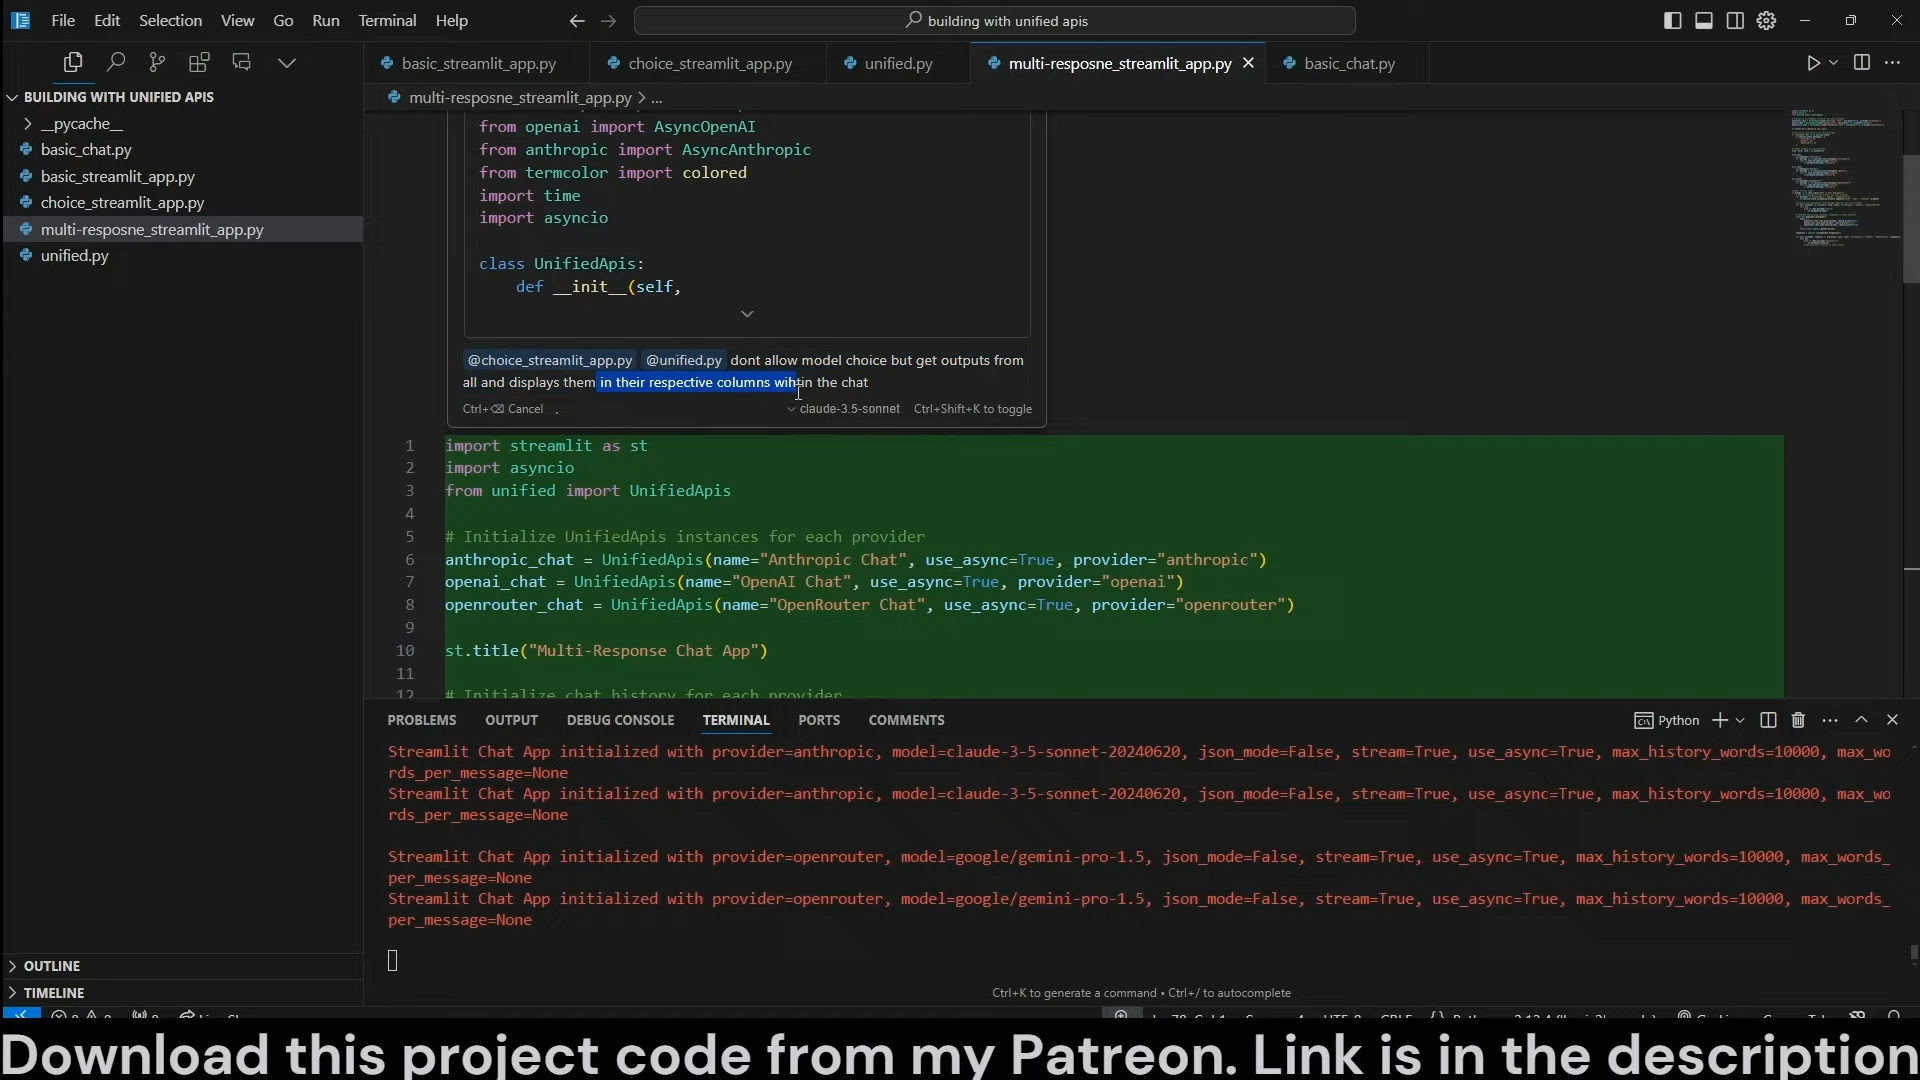 File Edit Selection View Go Run Terminal Help
building with unified apis
basic_streamlit_app.py choice_streamlit_app.py unified.py multi-resposne_streamlit_app.py basic_chat.py
BUILDING WITH UNIFIED APIS
multi-resposne_streamlit_app.py > ...
__pycache__
basic_chat.py
basic_streamlit_app.py
choice_streamlit_app.py
multi-resposne_streamlit_app.py
unified.py
from openai import AsyncOpenAI
from anthropic import AsyncAnthropic
from termcolor import colored
import time
import asyncio
class UnifiedApis:
def __init__(self,
@choice_streamlit_app.py @unified.py dont allow model choice but get outputs from
all and displays them in their respective columns wihtin the chat
Ctrl+⌫ Cancel . claude-3.5-sonnet Ctrl+Shift+K to toggle
1 import streamlit as st
2 import asyncio
3 from unified import UnifiedApis
4
5 # Initialize UnifiedApis instances for each provider
6 anthropic_chat = UnifiedApis(name="Anthropic Chat", use_async=True, provider="anthropic")
7 openai_chat = UnifiedApis(name="OpenAI Chat", use_async=True, provider="openai")
8 openrouter_chat = UnifiedApis(name="OpenRouter Chat", use_async=True, provider="openrouter")
9
10 st.title("Multi-Response Chat App")
11
12 # Initialize chat history for each provider
PROBLEMS OUTPUT DEBUG CONSOLE TERMINAL PORTS COMMENTS
Python
Streamlit Chat App initialized with provider=anthropic, model=claude-3-5-sonnet-20240620, json_mode=False, stream=True, use_async=True, max_history_words=10000, max_wo
rds_per_message=None
Streamlit Chat App initialized with provider=anthropic, model=claude-3-5-sonnet-20240620, json_mode=False, stream=True, use_async=True, max_history_words=10000, max_wo
rds_per_message=None
Streamlit Chat App initialized with provider=openrouter, model=google/gemini-pro-1.5, json_mode=False, stream=True, use_async=True, max_history_words=10000, max_words_
per_message=None
Streamlit Chat App initialized with provider=openrouter, model=google/gemini-pro-1.5, json_mode=False, stream=True, use_async=True, max_history_words=10000, max_words_
per_message=None
OUTLINE
TIMELINE
Ctrl+K to generate a command • Ctrl+/ to autocomplete
Download this project code from my Patreon. Link is in the description